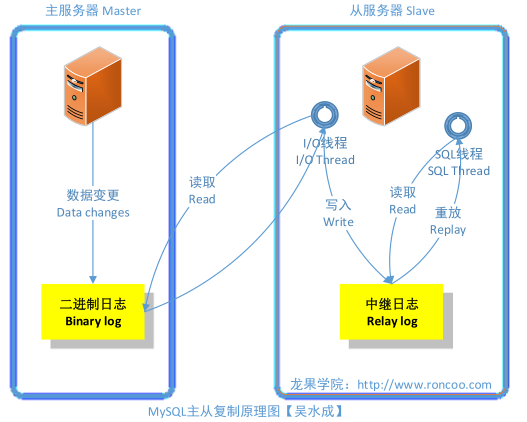 主服务器 Master
从服务器 Slave
I/O线程
I/O Thread
SQL线程
SQL Thread
数据变更
Data changes
读取
Read
写入
Write
读取
Read
重放
Replay
二进制日志
Binary log
中继日志
Relay log
龙果学院：http://www.roncoo.com
MySQL主从复制原理图【吴水成】